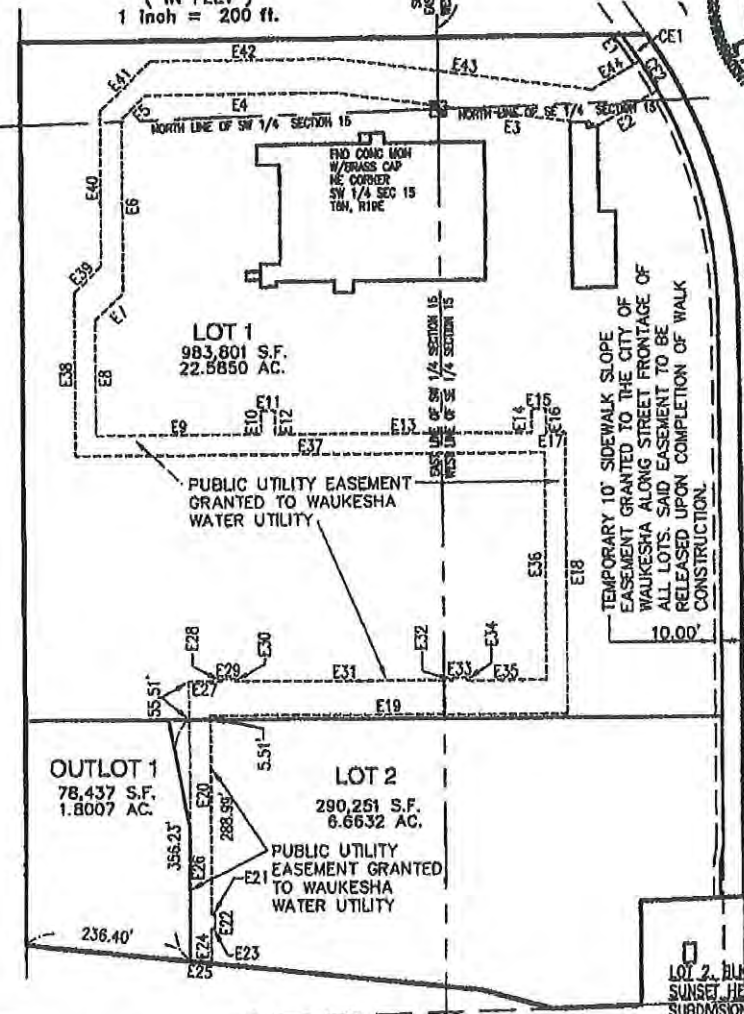 1 inch = 200 ft.
CE1
E42
E43
E44
E41
E5
E4
E3
E2
NORTH LINE OF SW 1/4 SECTION 15
NORTH LINE OF SE 1/4 SECTION 15
FND CONC MON
W/BRASS CAP
NE CORNER
SW 1/4 SEC 15
E40
E6
E39
E7
E38
E8
LOT 1
983,801 S.F.
22.5850 AC.
EAST LINE OF SW 1/4 SECTION 15
WEST LINE OF SE 1/4 SECTION 15
TEMPORARY 10' SIDEWALK SLOPE
EASEMENT GRANTED TO THE CITY OF
WAUKESHA ALONG STREET FRONTAGE OF
ALL LOTS. SAID EASEMENT TO BE
RELEASED UPON COMPLETION OF WALK
CONSTRUCTION.
E9
E10
E11
E12
E13
E14
E15
E16
E17
E37
PUBLIC UTILITY EASEMENT
GRANTED TO WAUKESHA
WATER UTILITY
E36
E18
10.00'
E28
E29
E30
E27
E31
E32
E33
E34
E35
55.51'
E19
5.51'
OUTLOT 1
78,437 S.F.
1.8007 AC.
LOT 2
290,251 S.F.
6.6632 AC.
E20
288.99'
356.23'
E26
PUBLIC UTILITY
EASEMENT GRANTED
TO WAUKESHA
WATER UTILITY
E21
E22
E23
E24
E25
236.40'
LOT 2, BLK
SUNSET HE
SUBDIVISION